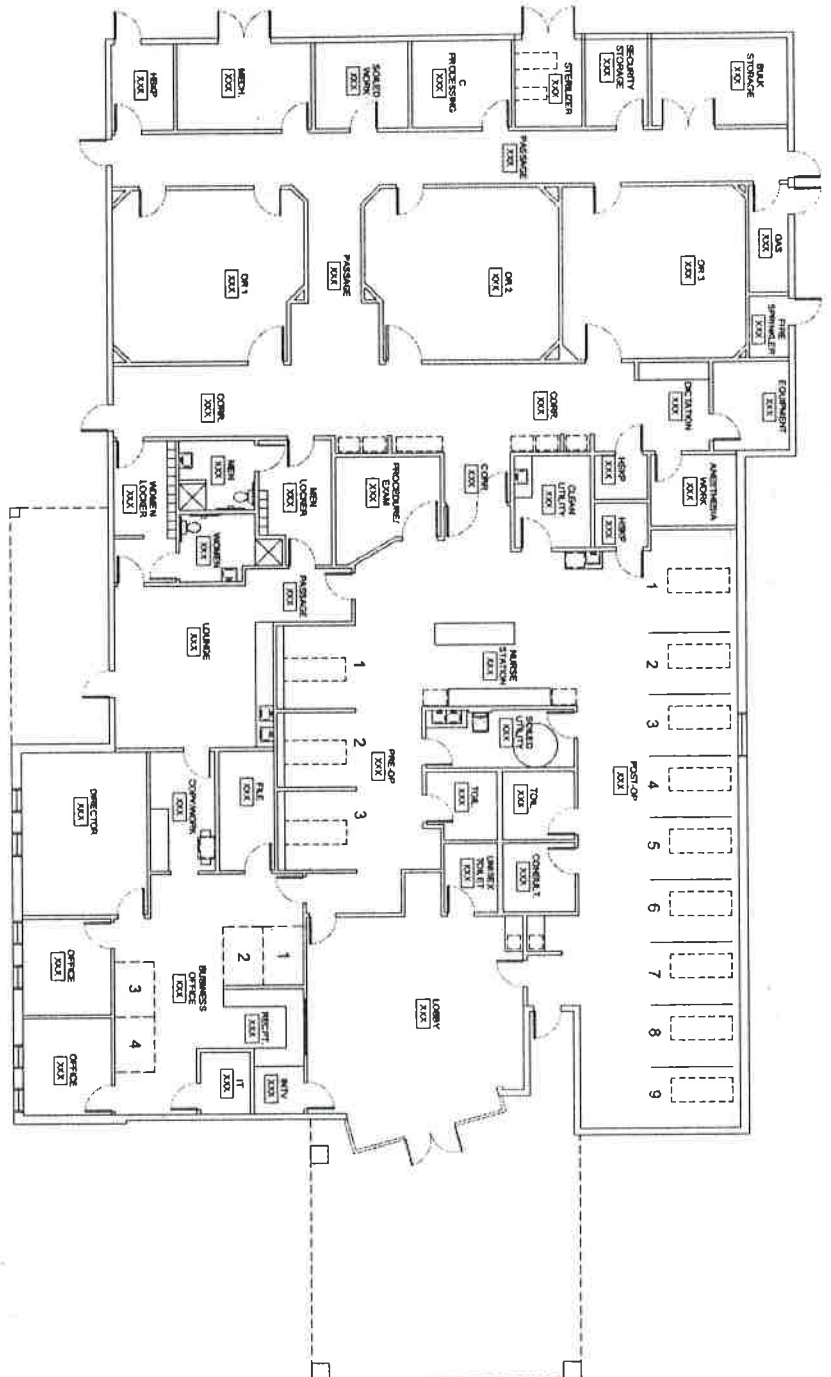 HSKP
XXX
MECH.
XXX
SOILED
WORK
XXX
C
PROCESSING
XXX
STERILIZER
XXX
SECURITY
STORAGE
XXX
BULK
STORAGE
XXX
PASSAGE
XXX
GAS
XXX
OR 1
XXX
PASSAGE
XXX
OR 2
XXX
OR 3
XXX
FIRE
SPRINKLER
XXX
CORR.
XXX
CORR.
XXX
DICTATION
XXX
EQUIPMENT
XXX
WOMEN
LOCKER
XXX
MEN
XXX
MEN
LOCKER
XXX
PROCEDURE/
EXAM
XXX
CORR
XXX
CLEAN
UTILITY
XXX
HSKP
XXX
HSKP
XXX
ANESTHESIA
WORK
XXX
WOMEN
XXX
PASSAGE
XXX
LOUNGE
XXX
NURSE
STATION
XXX
SOILED
UTILITY
XXX
1
2
3
PRE-OP
XXX
POST-OP
XXX
1
2
3
4
5
6
7
8
9
TOIL
XXX
TOIL
XXX
UNISEX
TOILET
XXX
CONSULT.
XXX
DIRECTOR
XXX
COPY/WORK
XXX
FILE
XXX
OFFICE
XXX
OFFICE
XXX
BUSINESS
OFFICE
XXX
1
2
3
4
RECPT.
XXX
IT
XXX
INTV
XXX
LOBBY
XXX